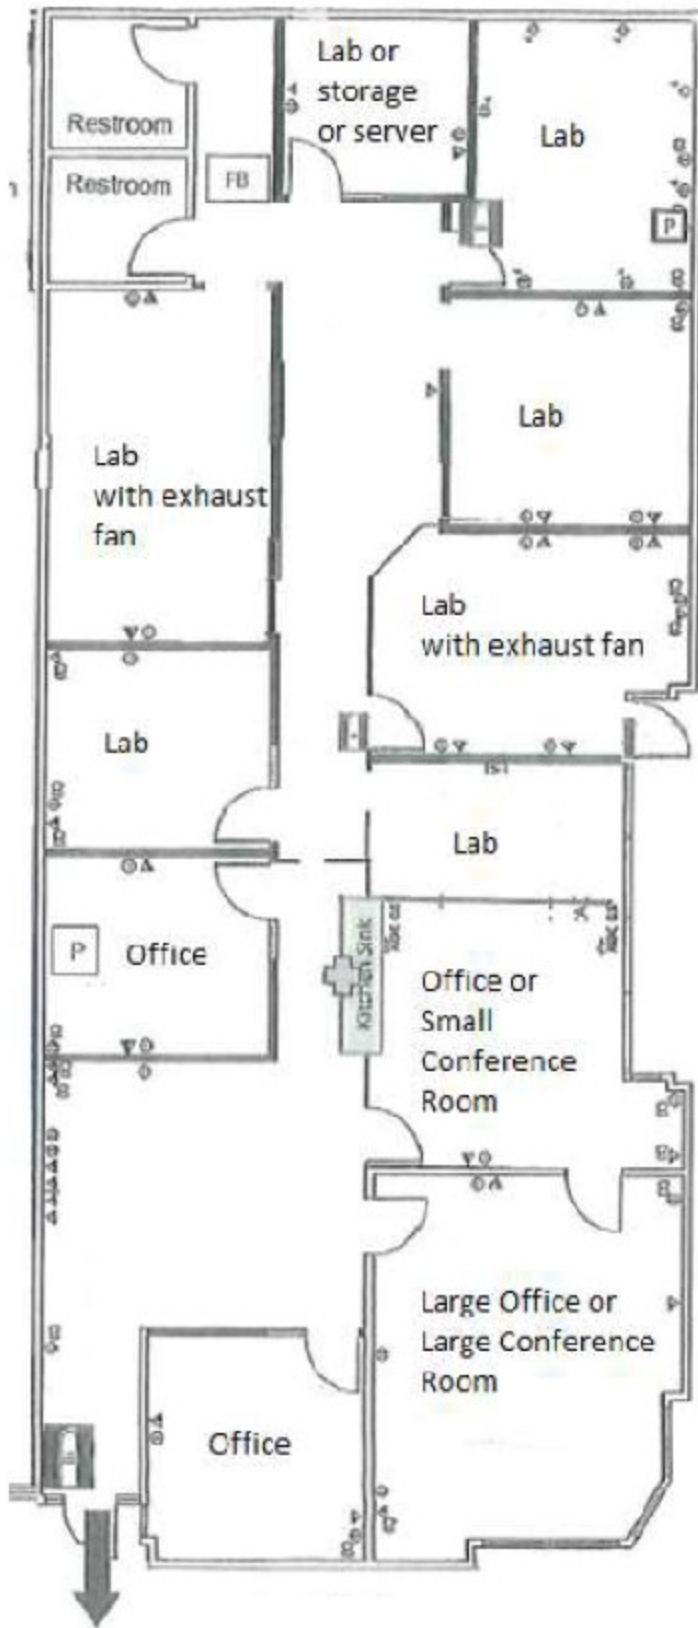 Restroom
Restroom
FB
Lab or
storage
or server
Lab
P
Lab
with exhaust
fan
Lab
Lab
with exhaust fan
Lab
Lab
P
Office
Kitchen Sink
Office or
Small
Conference
Room
Large Office or
Large Conference
Room
Office